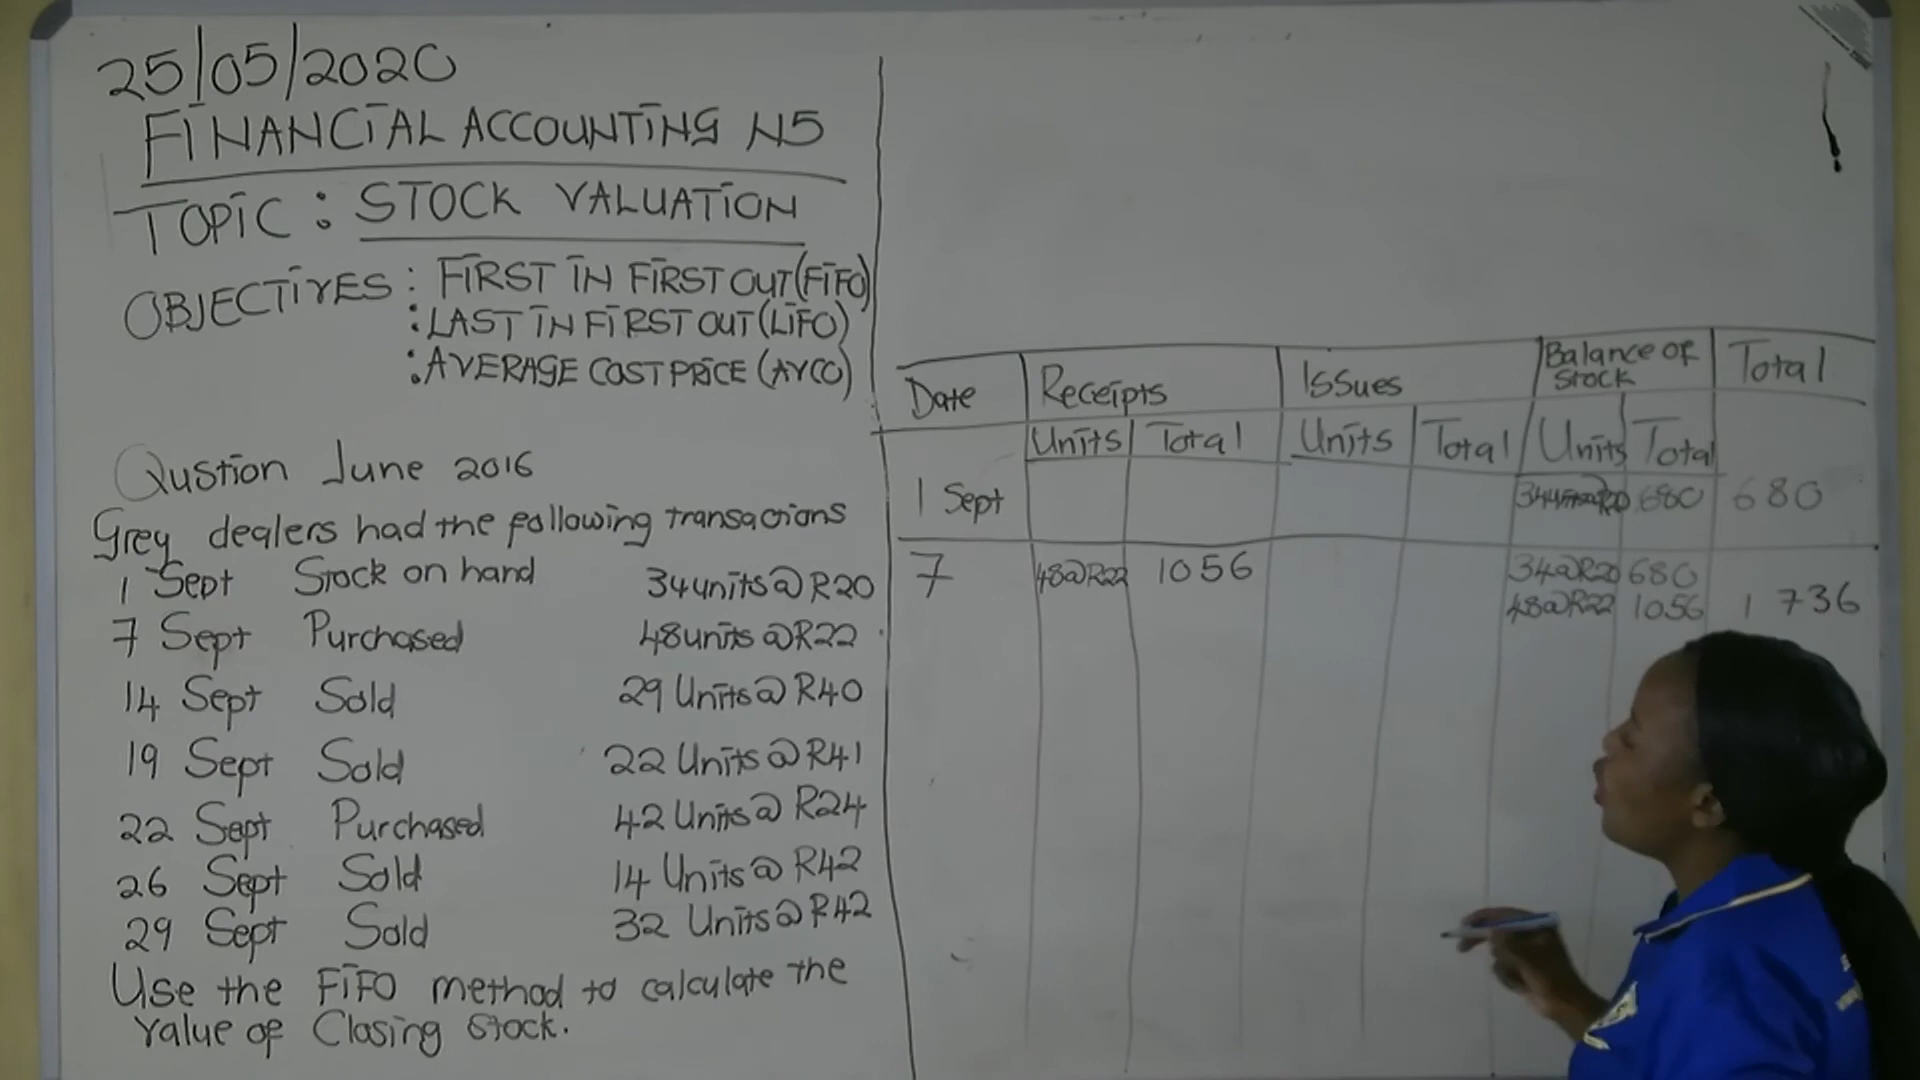 25/05/2020
FINANCIAL ACCOUNTING N5
TOPIC : STOCK VALUATION
OBJECTIVES : FIRST IN FIRST OUT (FIFO)
: LAST IN FIRST OUT (LIFO)
: AVERAGE COST PRICE (AVCO)
Qustion June 2016
Grey dealers had the following transactions
1 Sept Stock on hand 34 units @ R20
7 Sept Purchased 48 units @ R22
14 Sept Sold 29 Units @ R40
19 Sept Sold 22 Units @ R41
22 Sept Purchased 42 Units @ R24
26 Sept Sold 14 Units @ R42
29 Sept Sold 32 Units @ R42
Use the FIFO method to calculate the
value of Closing stock.
Date Receipts Issues Balance of stock Total
Units Total Units Total Units Total
1 Sept 680 680
7 48@R22 1056 34@R20 680
48@R22 1056 1 736